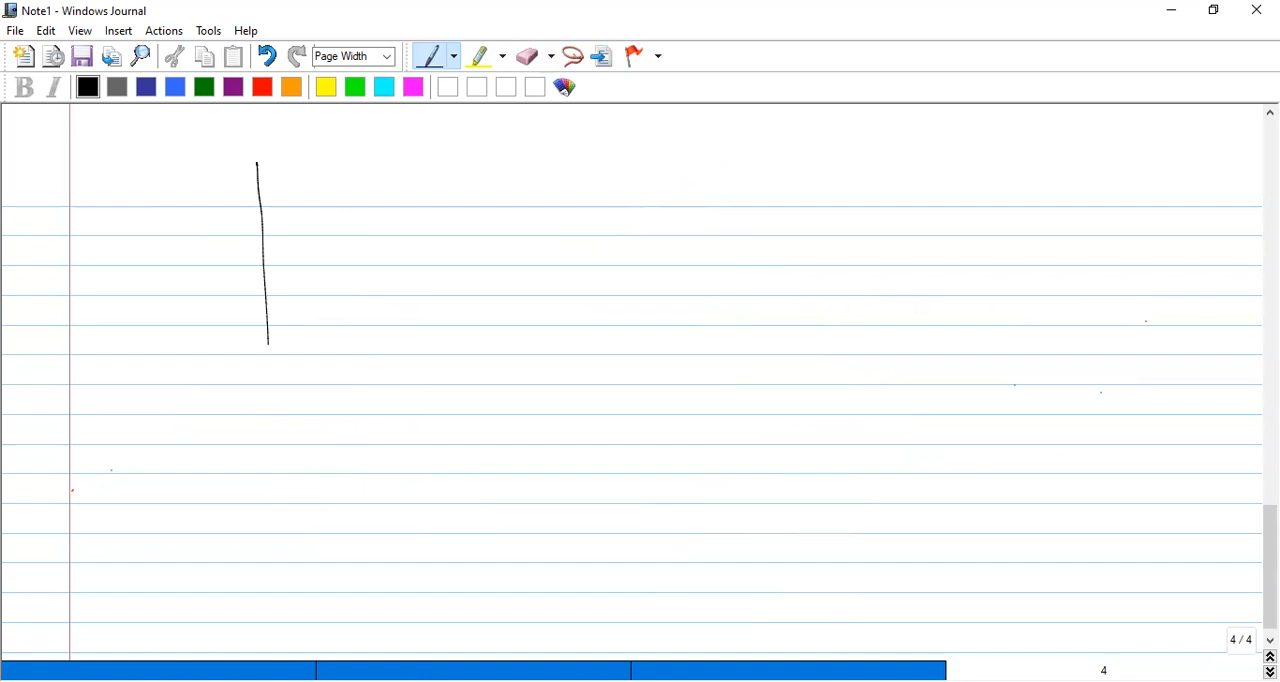 Note1 - Windows Journal
File Edit View Insert Actions Tools Help
Page Width
B I
4 / 4
4